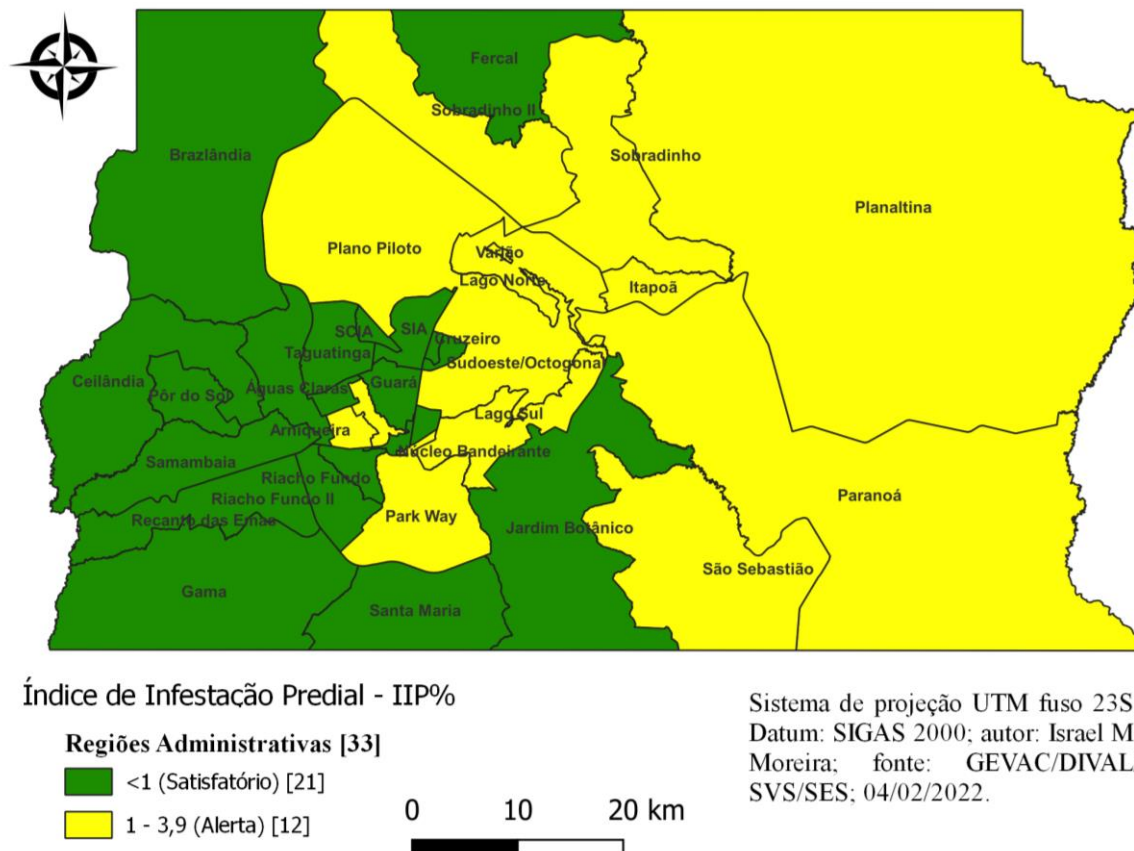 Fercal
Sobradinho II
Brazlândia
Sobradinho
Planaltina
Plano Piloto
Varjão
Lago Norte
Itapoã
SCIA
SIA
Cruzeiro
Taguatinga
Sudoeste/Octogonal
Ceilândia
Pôr do Sol
Águas Claras
Guará
Lago Sul
Arniqueira
Núcleo Bandeirante
Samambaia
Riacho Fundo
Riacho Fundo II
Recanto das Emas
Park Way
Jardim Botânico
Paranoá
São Sebastião
Gama
Santa Maria
Índice de Infestação Predial - IIP%
Regiões Administrativas [33]
<1 (Satisfatório) [21]
1 - 3,9 (Alerta) [12]
0 10 20 km
Sistema de projeção UTM fuso 23S
Datum: SIGAS 2000; autor: Israel M
Moreira; fonte: GEVAC/DIVAL/
SVS/SES; 04/02/2022.